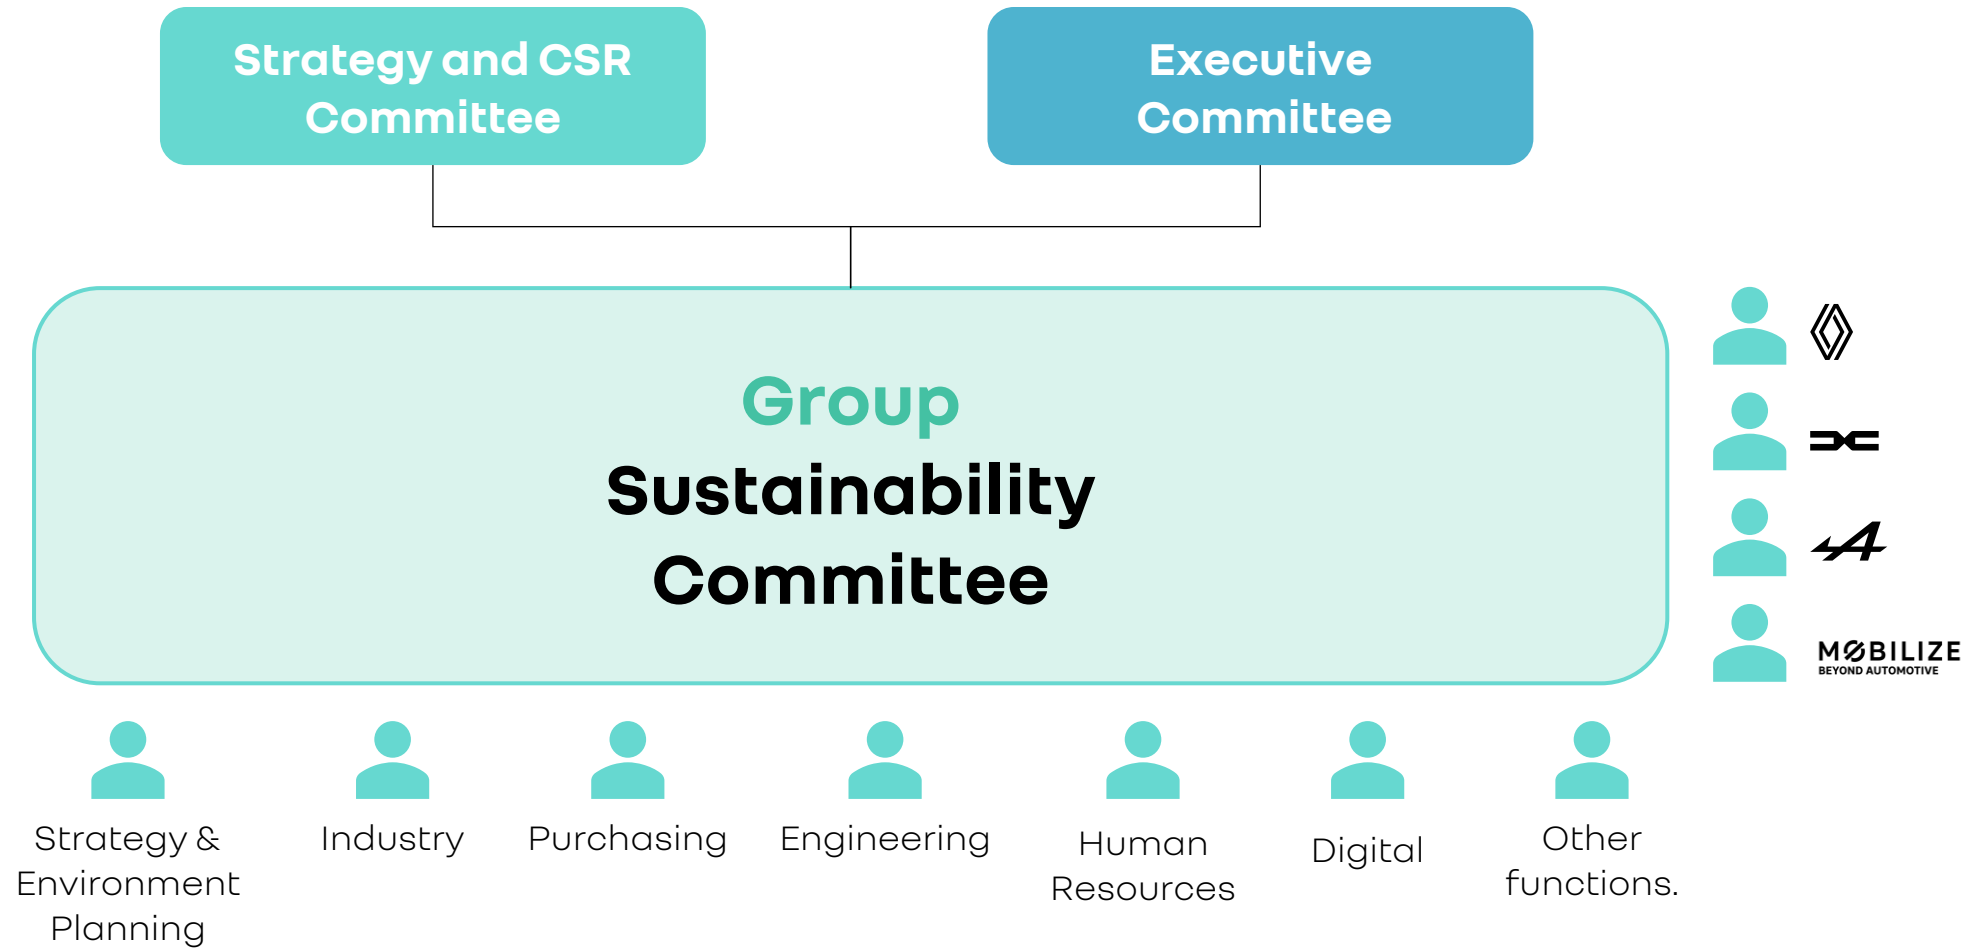 Strategy and CSR
Committee
Executive
Committee
Group
Sustainability
Committee
MOBILIZE
BEYOND AUTOMOTIVE
Strategy &
Environment
Planning
Industry
Purchasing
Engineering
Human
Resources
Digital
Other
functions.